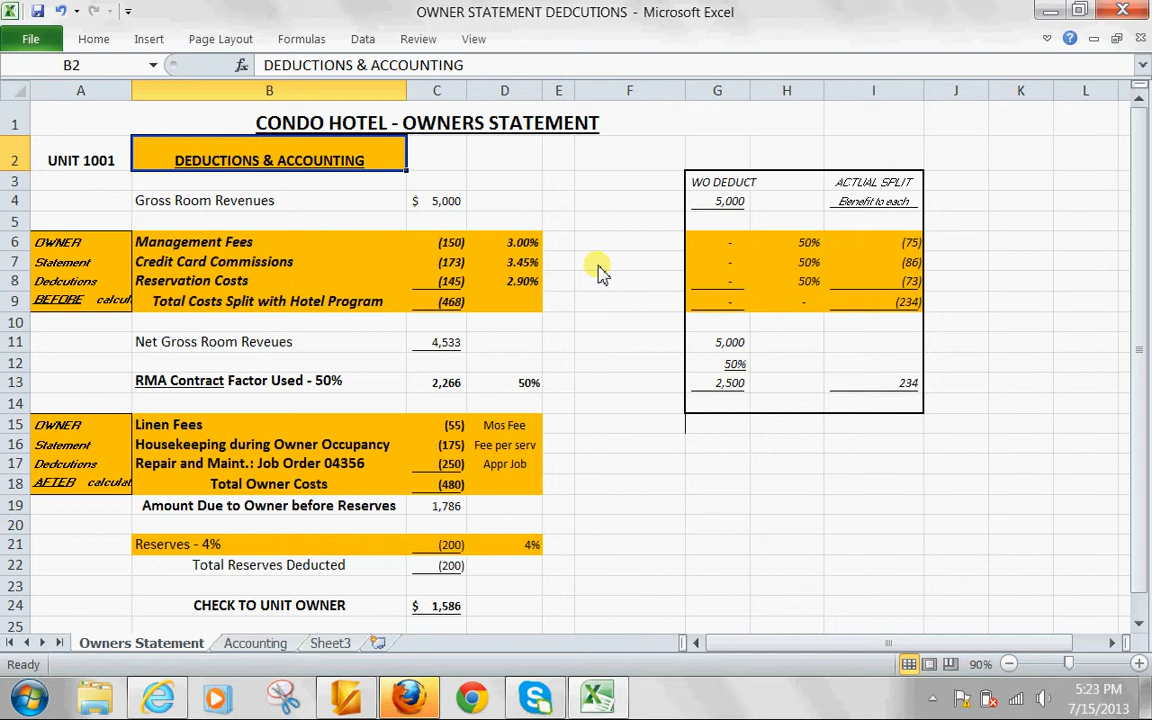 OWNER STATEMENT DEDCUTIONS - Microsoft Excel
File Home Insert Page Layout Formulas Data Review View
B2 fx DEDUCTIONS & ACCOUNTING
A B C D E F G H I J K L
1 CONDO HOTEL - OWNERS STATEMENT
2 UNIT 1001 DEDUCTIONS & ACCOUNTING
3 WO DEDUCT ACTUAL SPLIT
4 Gross Room Revenues $ 5,000 5,000 Benefit to each
5
6 OWNER Management Fees (150) 3.00% - 50% (75)
7 Statement Credit Card Commissions (173) 3.45% - 50% (86)
8 Dedcutions Reservation Costs (145) 2.90% - 50% (73)
9 BEFORE calcul Total Costs Split with Hotel Program (468) - - (234)
10
11 Net Gross Room Reveues 4,533 5,000
12 50%
13 RMA Contract Factor Used - 50% 2,266 50% 2,500 234
14
15 OWNER Linen Fees (55) Mos Fee
16 Statement Housekeeping during Owner Occupancy (175) Fee per serv
17 Dedcutions Repair and Maint.: Job Order 04356 (250) Appr Job
18 AFTER calculat Total Owner Costs (480)
19 Amount Due to Owner before Reserves 1,786
20
21 Reserves - 4% (200) 4%
22 Total Reserves Deducted (200)
23
24 CHECK TO UNIT OWNER $ 1,586
25
Owners Statement Accounting Sheet3
Ready 90%
5:23 PM
7/15/2013